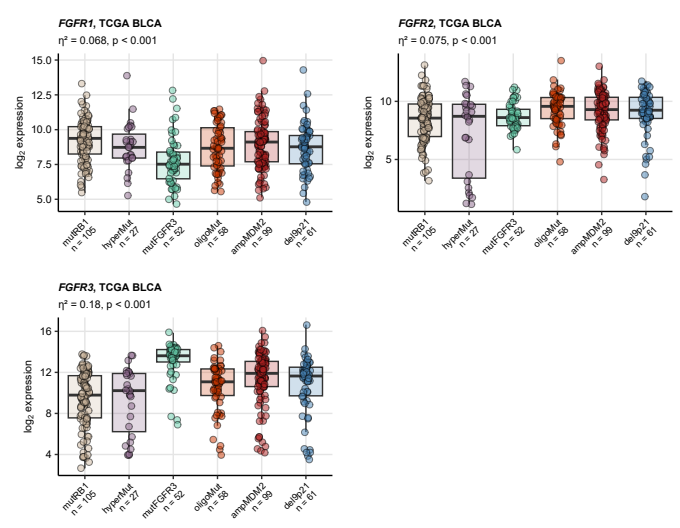 FGFR1, TCGA BLCA
η² = 0.068, p < 0.001
15.0
12.5
10.0
7.5
5.0
log₂ expression
mutRB1
n = 105
hyperMut
n = 27
mutFGFR3
n = 52
oligoMut
n = 58
ampMDM2
n = 99
del9p21
n = 61
FGFR2, TCGA BLCA
η² = 0.075, p < 0.001
10
5
log₂ expression
mutRB1
n = 105
hyperMut
n = 27
mutFGFR3
n = 52
oligoMut
n = 58
ampMDM2
n = 99
del9p21
n = 61
FGFR3, TCGA BLCA
η² = 0.18, p < 0.001
16
12
8
4
log₂ expression
mutRB1
n = 105
hyperMut
n = 27
mutFGFR3
n = 52
oligoMut
n = 58
ampMDM2
n = 99
del9p21
n = 61